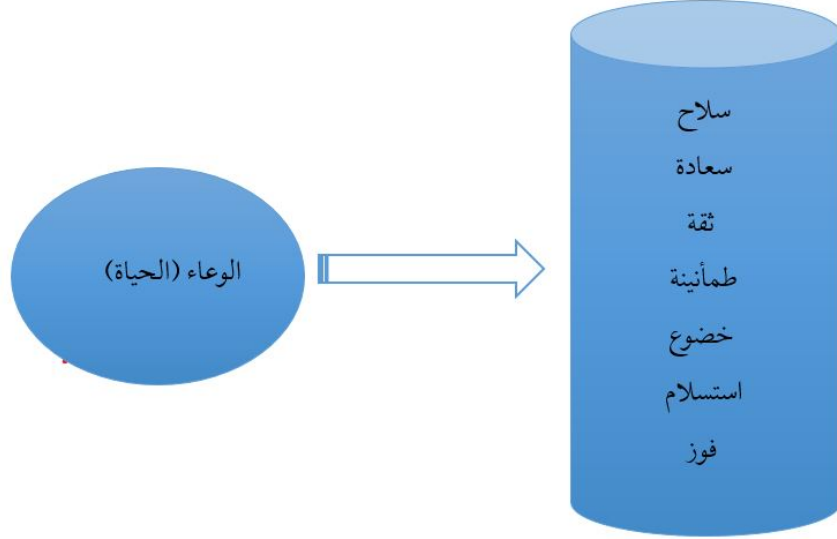 الوعاء (الحياة)
سلاح
سعادة
ثقة
طمأنينة
خضوع
استسلام
فوز